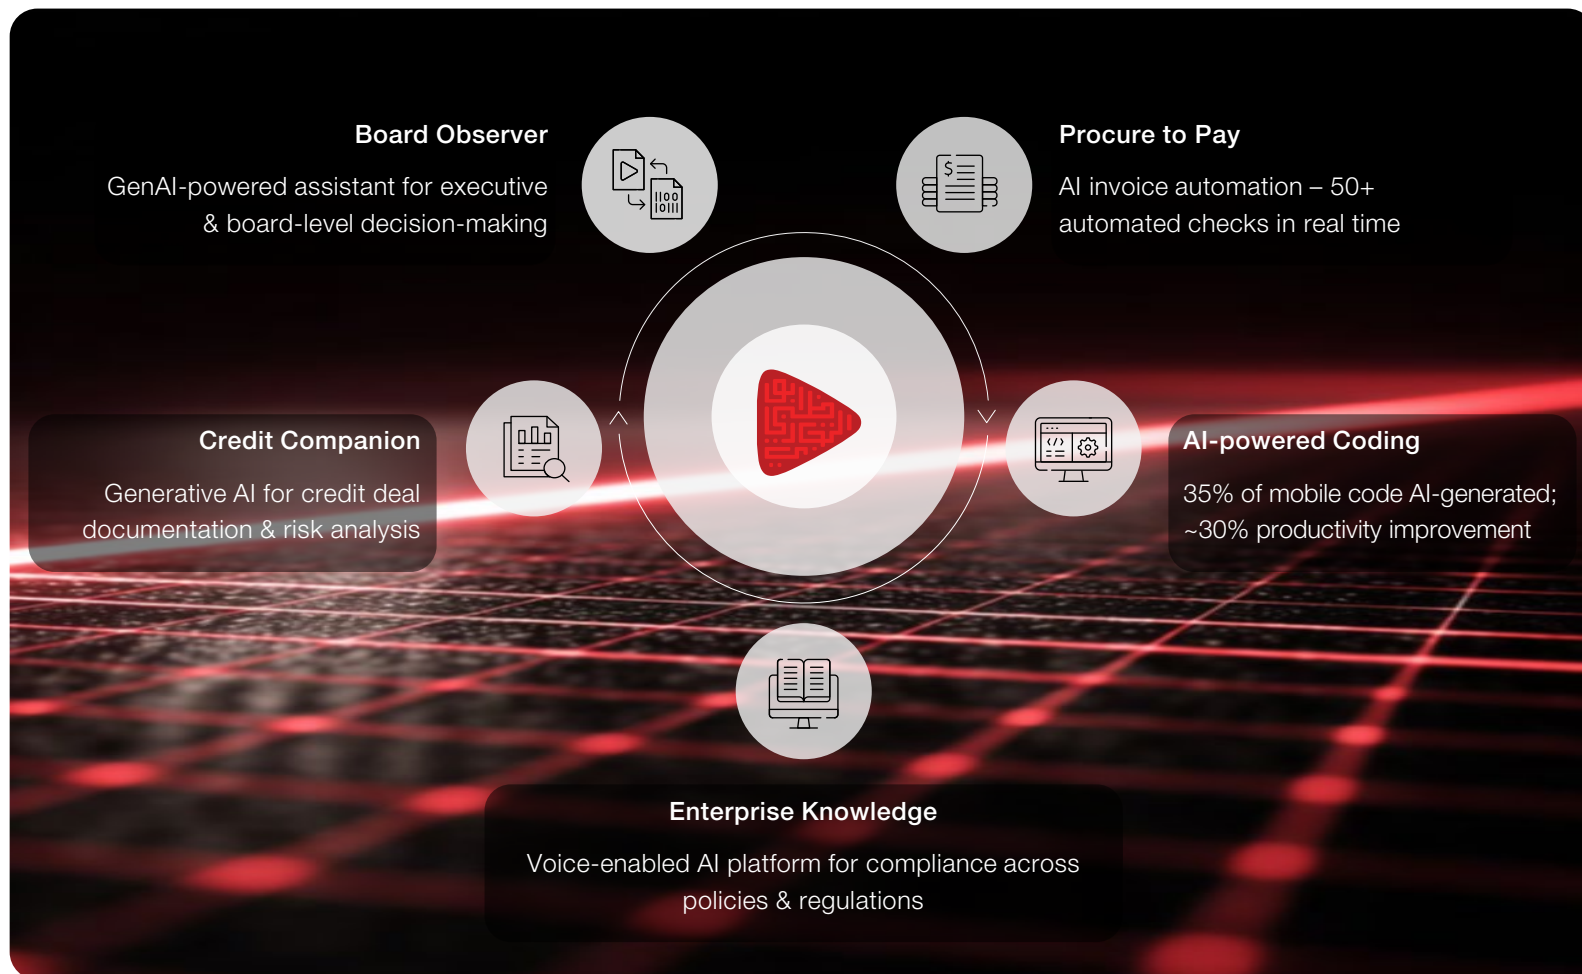 Board Observer
GenAI-powered assistant for executive
& board-level decision-making
Procure to Pay
AI invoice automation – 50+
automated checks in real time
Credit Companion
Generative AI for credit deal
documentation & risk analysis
AI-powered Coding
35% of mobile code AI-generated;
~30% productivity improvement
Enterprise Knowledge
Voice-enabled AI platform for compliance across
policies & regulations
$
</>
1100
10111